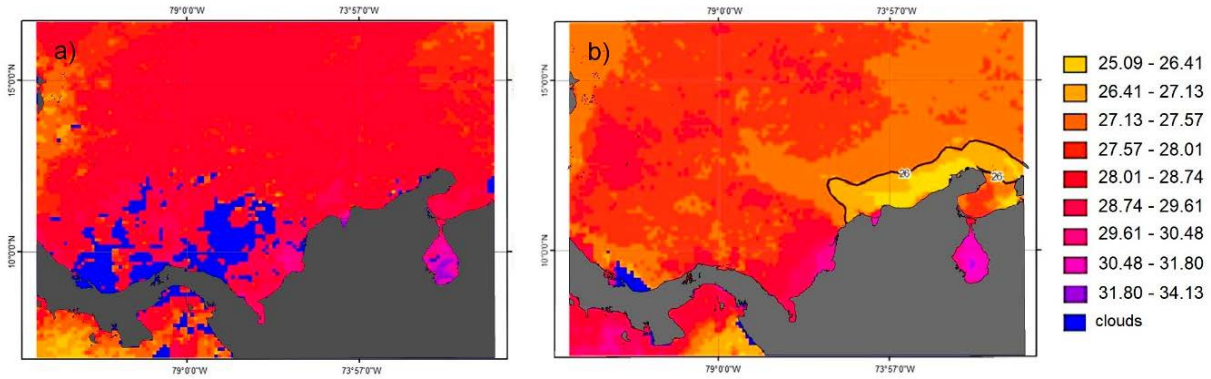 79°0'0"W
73°57'0"W
79°0'0"W
73°57'0"W
a)
b)
15°0'0"N
15°0'0"N
10°0'0"N
10°0'0"N
26
26
79°0'0"W
73°57'0"W
79°0'0"W
73°57'0"W
25.09 - 26.41
26.41 - 27.13
27.13 - 27.57
27.57 - 28.01
28.01 - 28.74
28.74 - 29.61
29.61 - 30.48
30.48 - 31.80
31.80 - 34.13
clouds